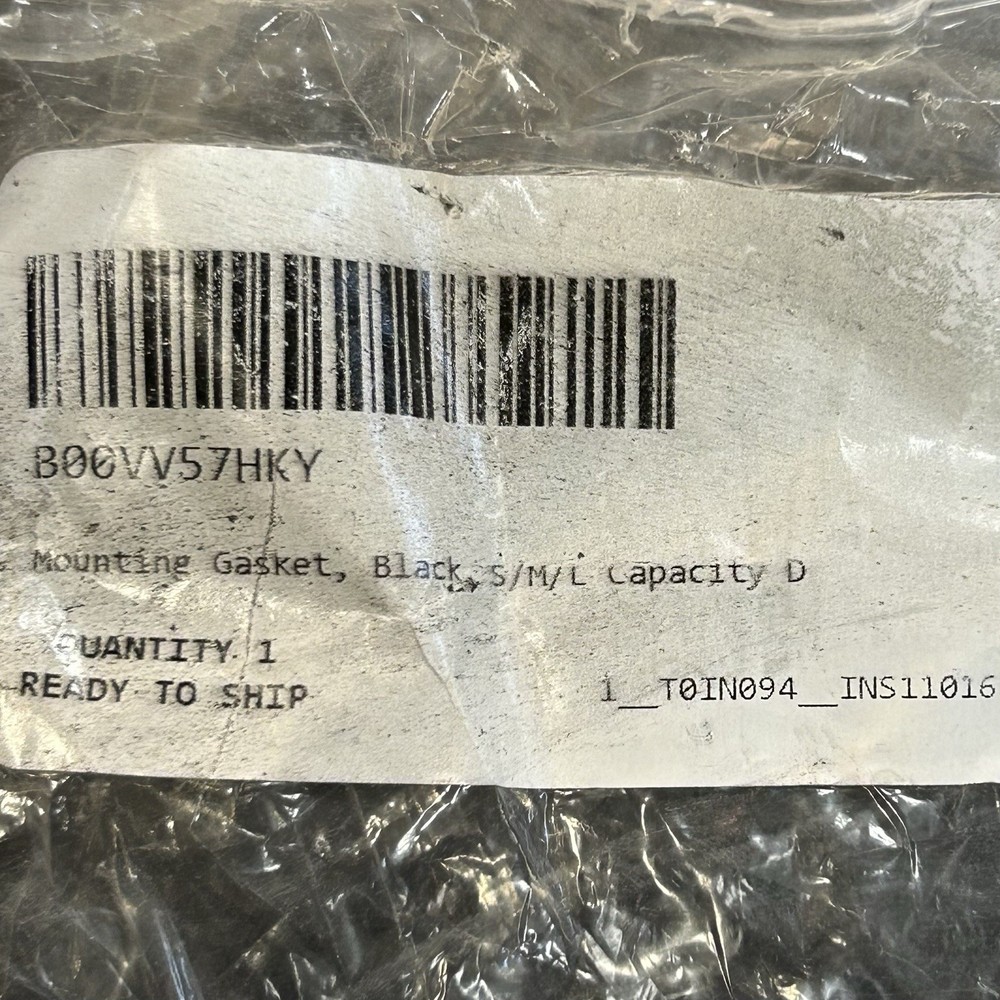 B00VV57HKY
Mounting Gasket, Black, S/M/L Capacity D
QUANTITY 1
READY TO SHIP
1__T0IN094__INS11016